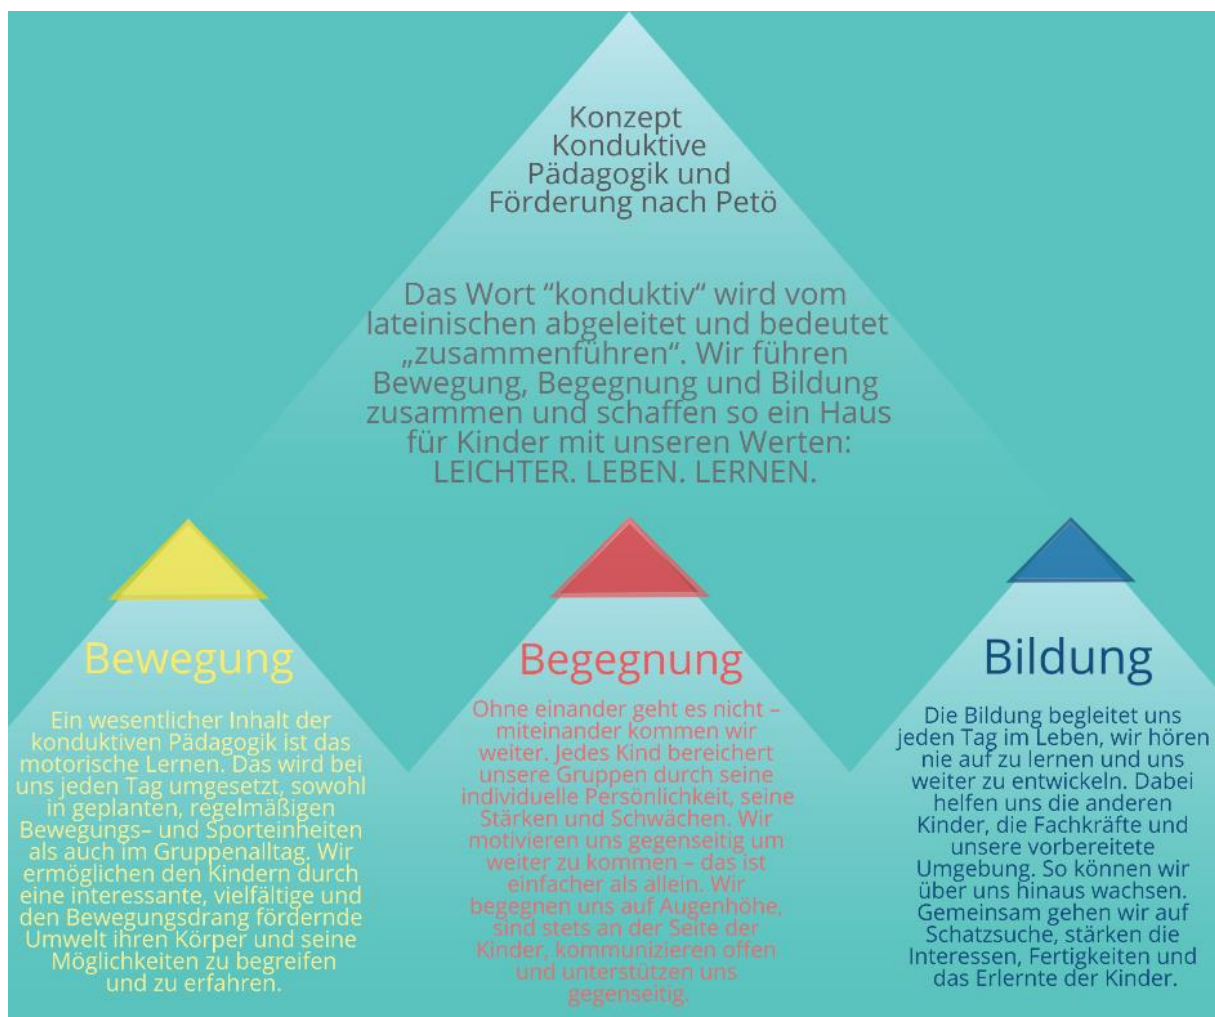 Konzept
Konduktive
Pädagogik und
Förderung nach Petö
Das Wort “konduktiv“ wird vom
lateinischen abgeleitet und bedeutet
„zusammenführen“. Wir führen
Bewegung, Begegnung und Bildung
zusammen und schaffen so ein Haus
für Kinder mit unseren Werten:
LEICHTER. LEBEN. LERNEN.
Bewegung
Ein wesentlicher Inhalt der
konduktiven Pädagogik ist das
motorische Lernen. Das wird bei
uns jeden Tag umgesetzt, sowohl
in geplanten, regelmäßigen
Bewegungs– und Sporteinheiten
als auch im Gruppenalltag. Wir
ermöglichen den Kindern durch
eine interessante, vielfältige und
den Bewegungsdrang fördernde
Umwelt ihren Körper und seine
Möglichkeiten zu begreifen
und zu erfahren.
Begegnung
Ohne einander geht es nicht –
miteinander kommen wir
weiter. Jedes Kind bereichert
unsere Gruppen durch seine
individuelle Persönlichkeit, seine
Stärken und Schwächen. Wir
motivieren uns gegenseitig um
weiter zu kommen – das ist
einfacher als allein. Wir
begegnen uns auf Augenhöhe,
sind stets an der Seite der
Kinder, kommunizieren offen
und unterstützen uns
gegenseitig.
Bildung
Die Bildung begleitet uns
jeden Tag im Leben, wir hören
nie auf zu lernen und uns
weiter zu entwickeln. Dabei
helfen uns die anderen
Kinder, die Fachkräfte und
unsere vorbereitete
Umgebung. So können wir
über uns hinaus wachsen.
Gemeinsam gehen wir auf
Schatzsuche, stärken die
Interessen, Fertigkeiten und
das Erlernte der Kinder.